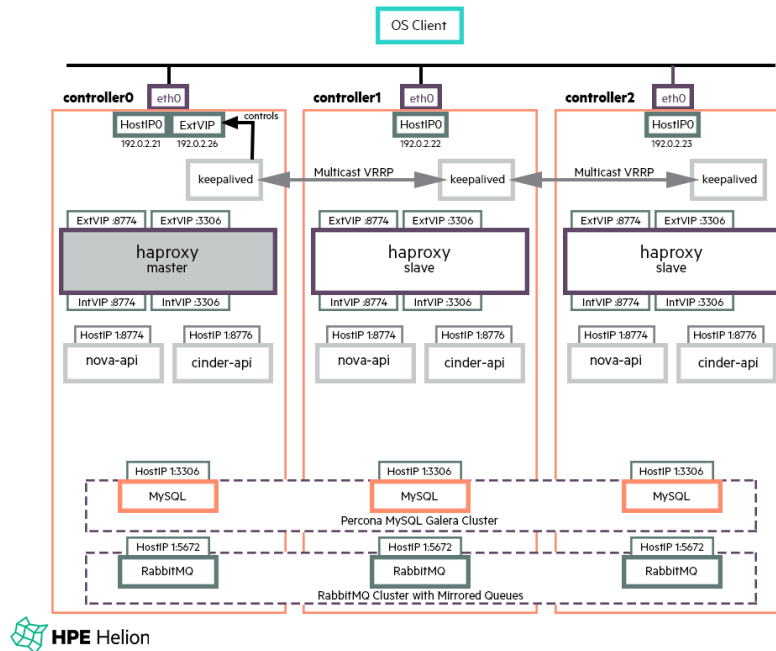 OS Client
controller0
eth0
controller1
eth0
controller2
eth0
HostIP0
ExtVIP
controls
HostIP0
HostIP0
192.0.2.21
192.0.2.26
192.0.2.22
192.0.2.23
keepalived
Multicast VRRP
keepalived
Multicast VRRP
keepalived
ExtVIP :8774
ExtVIP :3306
ExtVIP :8774
ExtVIP :3306
ExtVIP :8774
ExtVIP :3306
haproxy
master
haproxy
slave
haproxy
slave
IntVIP :8774
IntVIP :3306
IntVIP :8774
IntVIP :3306
IntVIP :8774
IntVIP :3306
HostIP 1:8774
HostIP 1:8776
HostIP 1:8774
HostIP 1:8776
HostIP 1:8774
HostIP 1:8776
nova-api
cinder-api
nova-api
cinder-api
nova-api
cinder-api
HostIP 1:3306
HostIP 1:3306
HostIP 1:3306
MySQL
MySQL
MySQL
Percona MySQL Galera Cluster
HostIP 1:5672
HostIP 1:5672
HostIP 1:5672
RabbitMQ
RabbitMQ
RabbitMQ
RabbitMQ Cluster with Mirrored Queues
HPE Helion